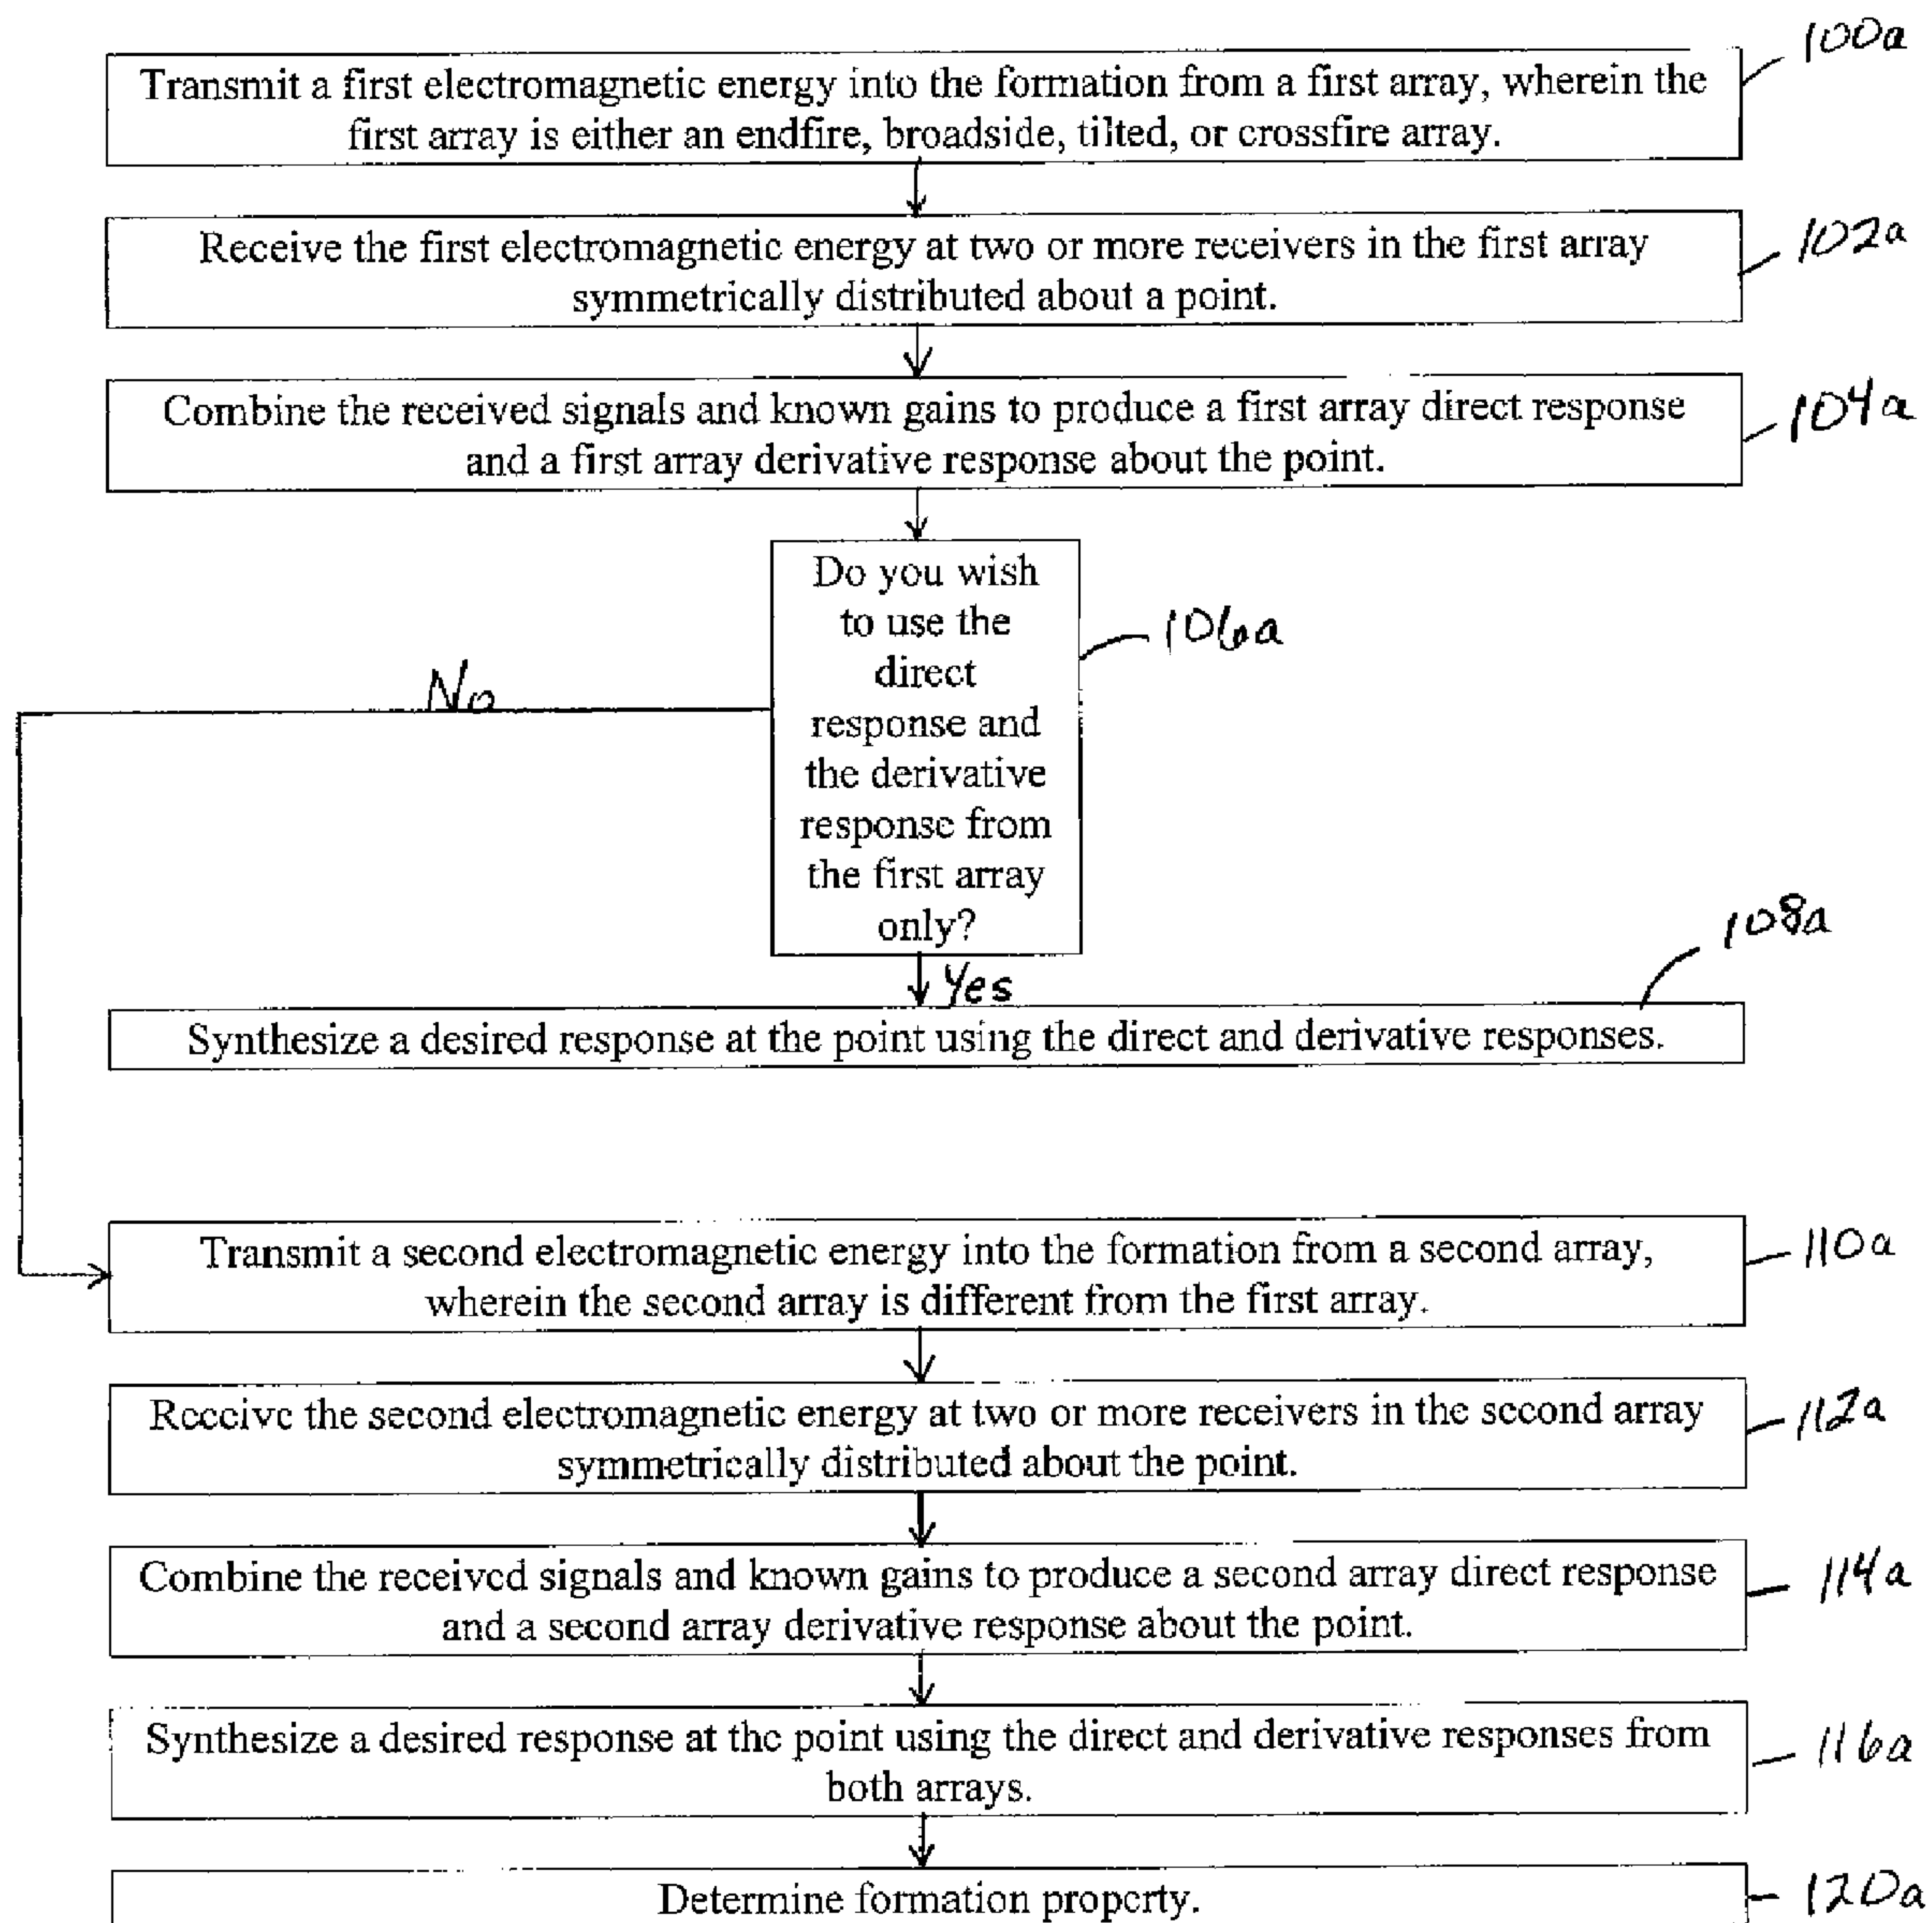 100a
Transmit a first electromagnetic energy into the formation from a first array, wherein the
first array is either an endfire, broadside, tilted, or crossfire array.
102a
Receive the first electromagnetic energy at two or more receivers in the first array
symmetrically distributed about a point.
104a
Combine the received signals and known gains to produce a first array direct response
and a first array derivative response about the point.
Do you wish
to use the
direct
response and
the derivative
response from
the first array
only?
106a
No
Yes
108a
Synthesize a desired response at the point using the direct and derivative responses.
Transmit a second electromagnetic energy into the formation from a second array,
wherein the second array is different from the first array.
110a
Receive the second electromagnetic energy at two or more receivers in the second array
symmetrically distributed about the point.
112a
Combine the received signals and known gains to produce a second array direct response
and a second array derivative response about the point.
114a
Synthesize a desired response at the point using the direct and derivative responses from
both arrays.
116a
Determine formation property.
120a